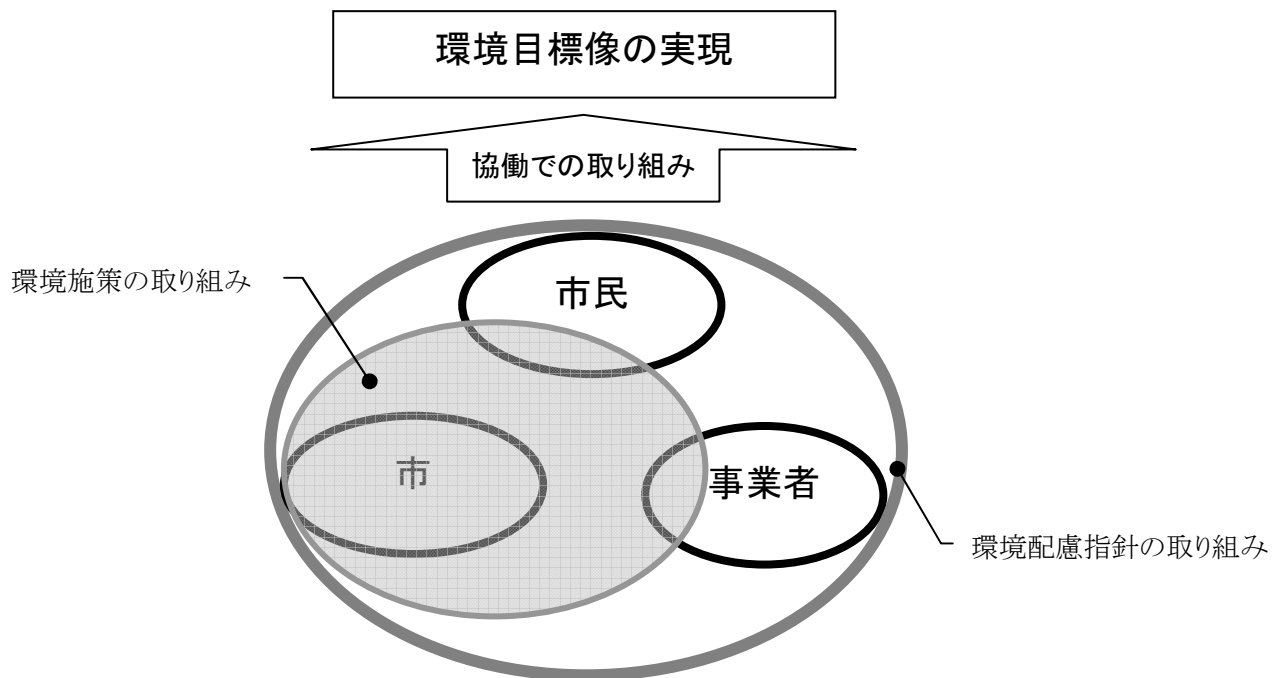 環境目標像の実現
協働での取り組み
環境施策の取り組み
市民
市
事業者
環境配慮指針の取り組み